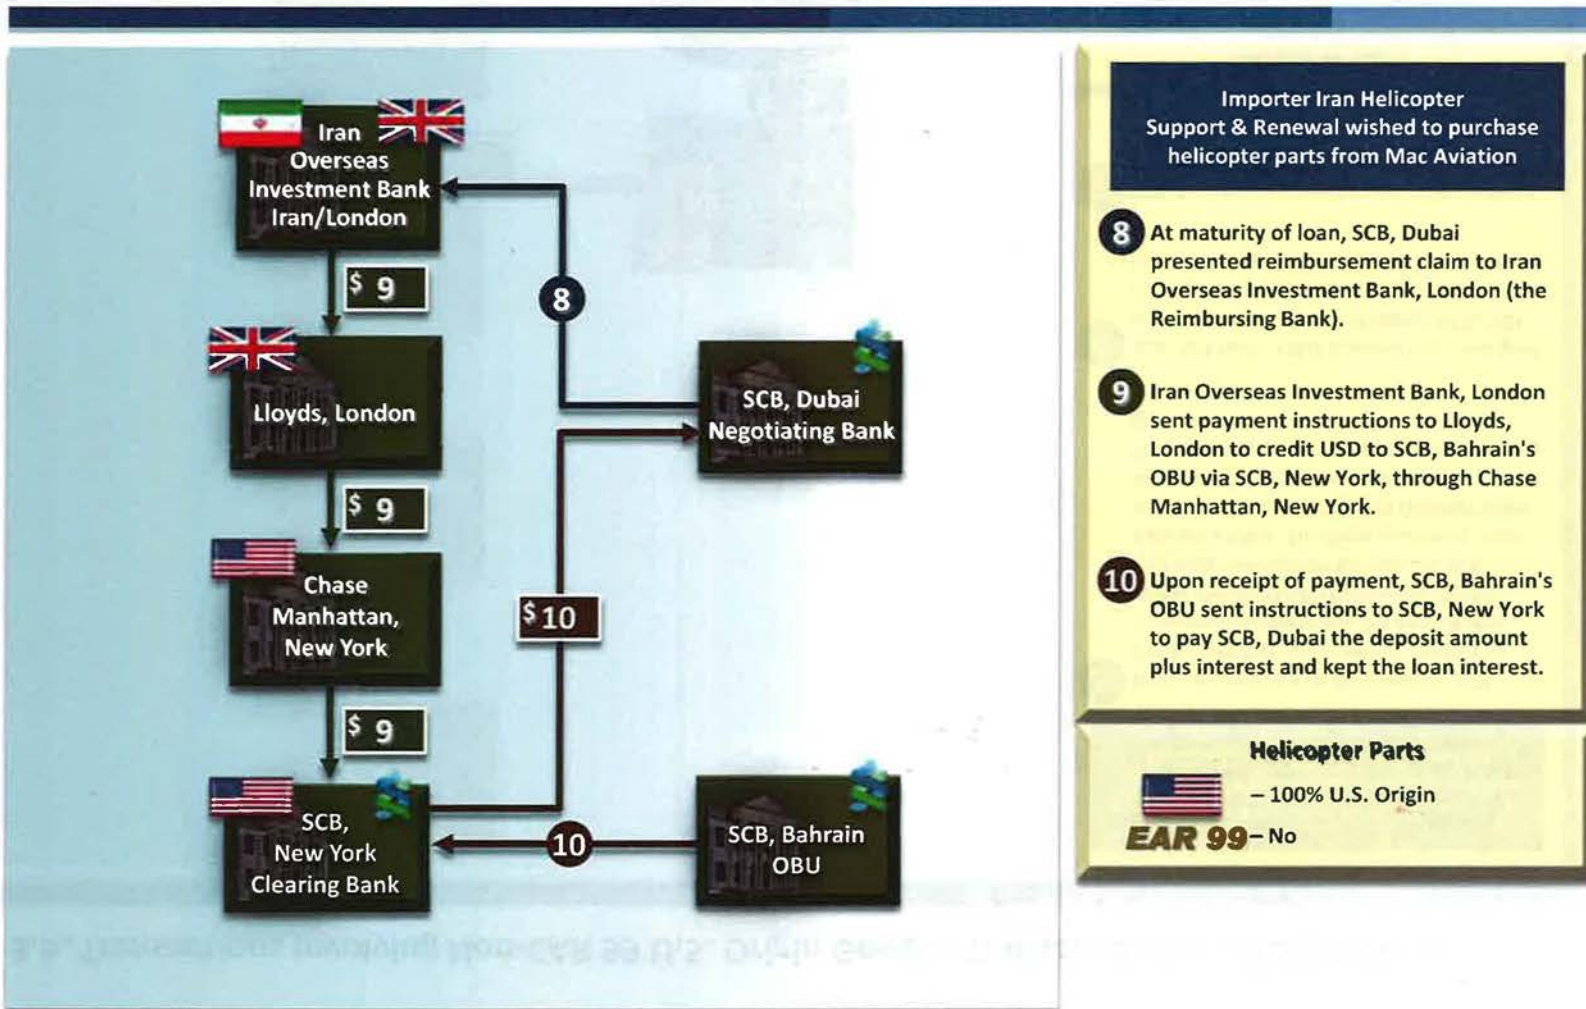 Iran
Overseas
Investment Bank
Iran/London
$ 9
8
Lloyds, London
SCB, Dubai
Negotiating Bank
$ 9
Chase
Manhattan,
New York
$ 10
$ 9
SCB,
New York
Clearing Bank
10
SCB, Bahrain
OBU
Importer Iran Helicopter
Support & Renewal wished to purchase
helicopter parts from Mac Aviation
8 At maturity of loan, SCB, Dubai
presented reimbursement claim to Iran
Overseas Investment Bank, London (the
Reimbursing Bank).
9 Iran Overseas Investment Bank, London
sent payment instructions to Lloyds,
London to credit USD to SCB, Bahrain's
OBU via SCB, New York, through Chase
Manhattan, New York.
10 Upon receipt of payment, SCB, Bahrain's
OBU sent instructions to SCB, New York
to pay SCB, Dubai the deposit amount
plus interest and kept the loan interest.
Helicopter Parts
– 100% U.S. Origin
EAR 99 – No